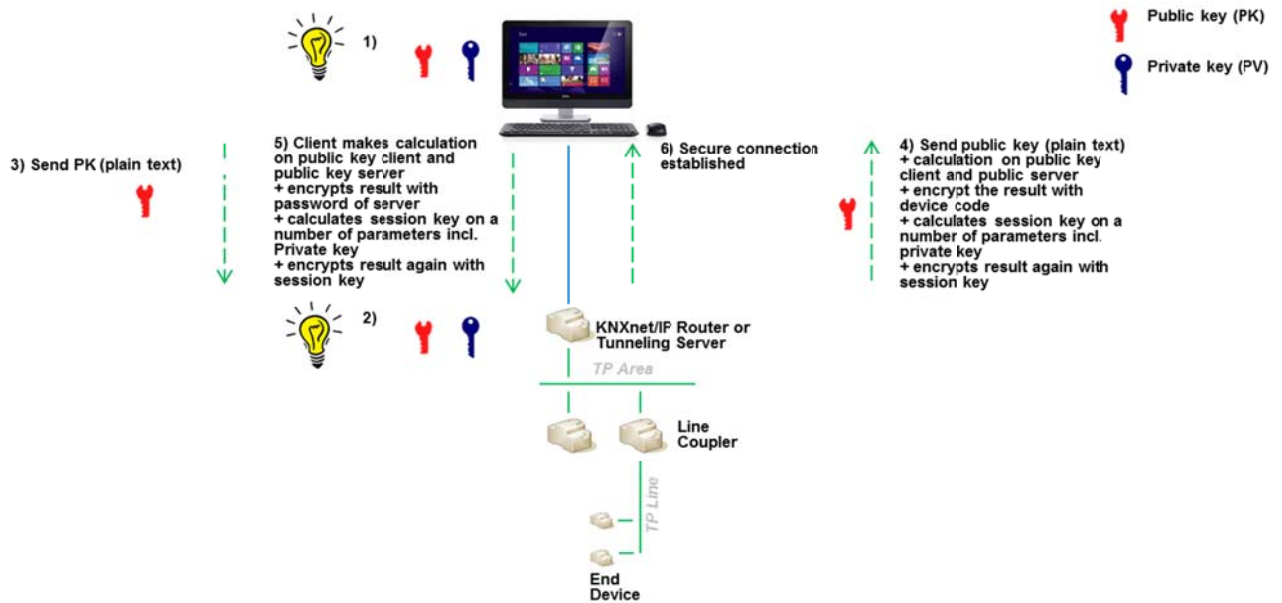 1)
Public key (PK)
Private key (PV)
3) Send PK (plain text)
5) Client makes calculation
on public key client and
public key server
+ encrypts result with
password of server
+ calculates session key on a
number of parameters incl.
Private key
+ encrypts result again with
session key
6) Secure connection
established
4) Send public key (plain text)
+ calculation on public key
client and public server
+ encrypt the result with
device code
+ calculates session key on a
number of parameters incl.
private key
+ encrypts result again with
session key
2)
KNXnet/IP Router or
Tunneling Server
TP Area
Line
Coupler
TP Line
End
Device